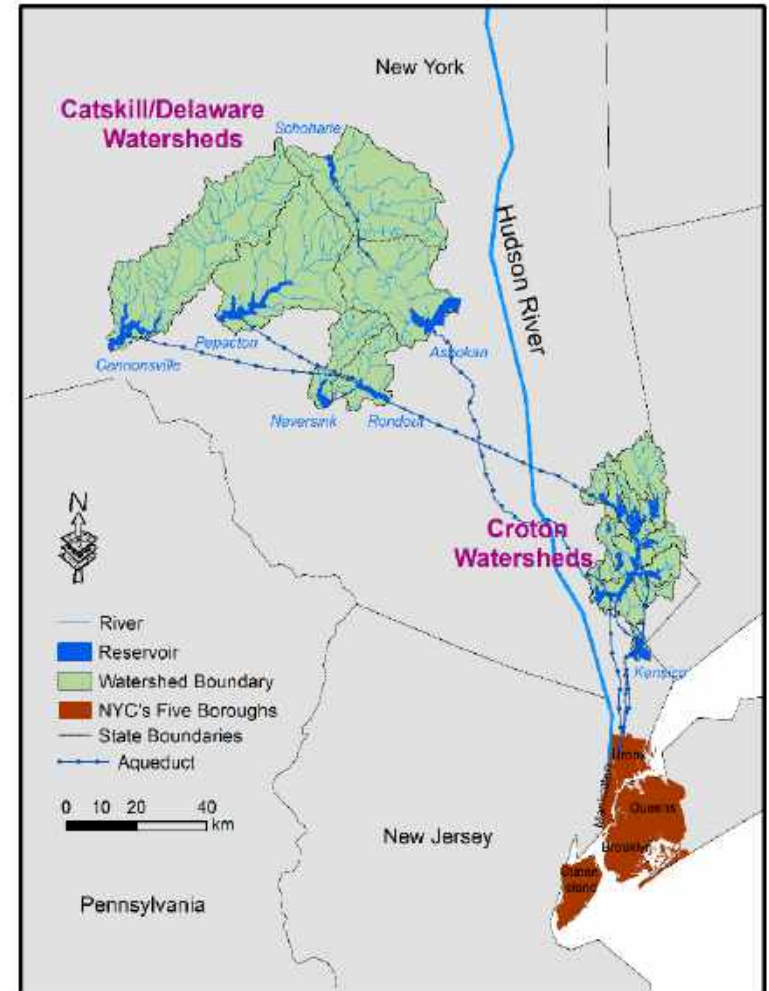 New York
Catskill/Delaware
Watersheds
Schoharie
Hudson River
Pepacton
Cannonsville
Ashokan
Neversink
Rondout
N
Croton
Watersheds
River
Reservoir
Watershed Boundary
NYC's Five Boroughs
State Boundaries
Aqueduct
Kensico
0 10 20 40
km
Bronx
Manhattan
Queens
Brooklyn
Staten
Island
New Jersey
Pennsylvania